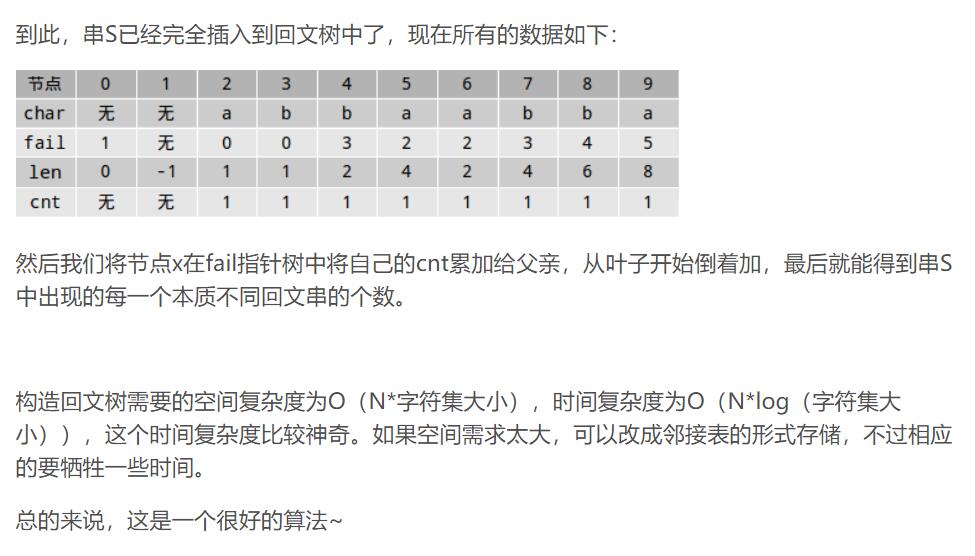 到此，串S已经完全插入到回文树中了，现在所有的数据如下：
节点 0 1 2 3 4 5 6 7 8 9
char 无 无 a b b a a b b a
fail 1 无 0 0 3 2 2 3 4 5
len 0 -1 1 1 2 4 2 4 6 8
cnt 无 无 1 1 1 1 1 1 1 1
然后我们将节点x在fail指针树中将自己的cnt累加给父亲，从叶子开始倒着加，最后就能得到串S
中出现的每一个本质不同回文串的个数。
构造回文树需要的空间复杂度为O（N*字符集大小），时间复杂度为O（N*log（字符集大
小）），这个时间复杂度比较神奇。如果空间需求太大，可以改成邻接表的形式存储，不过相应
的要牺牲一些时间。
总的来说，这是一个很好的算法~